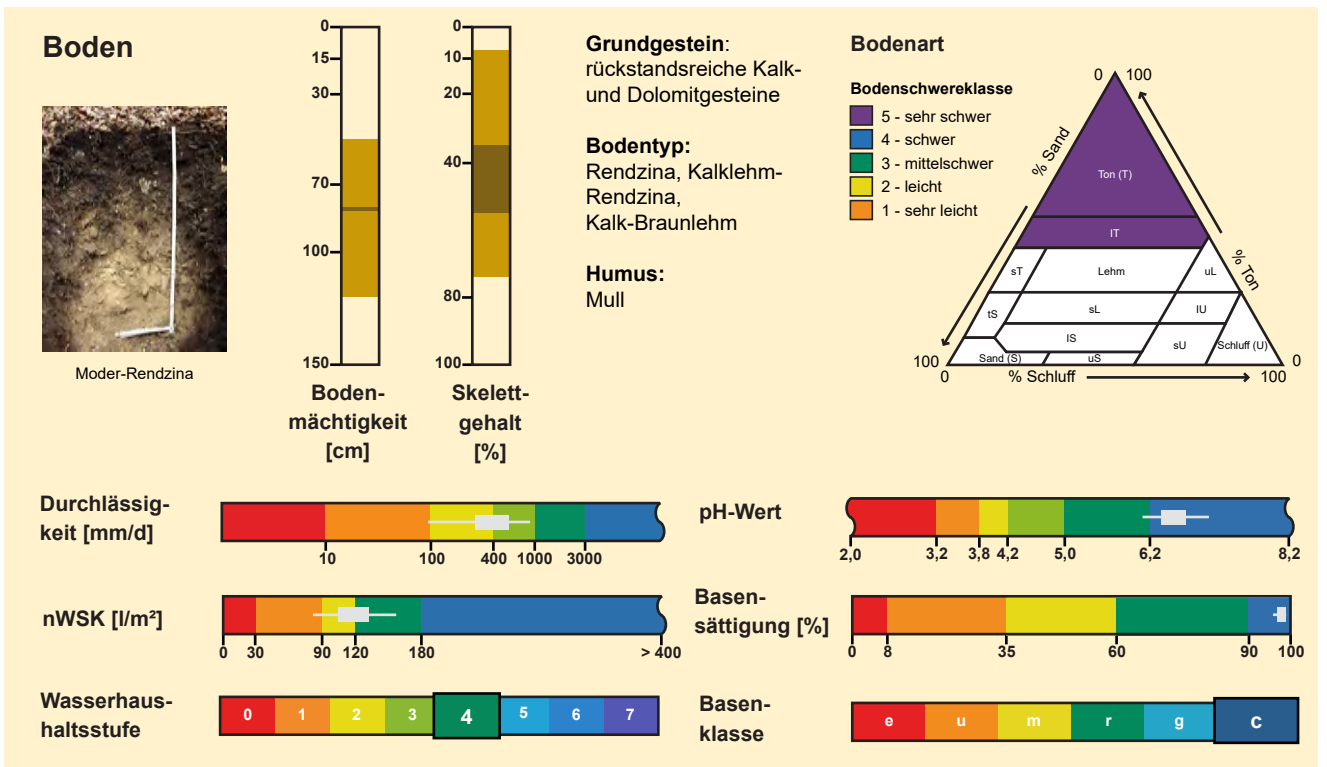 Boden
Moder-Rendzina
0
15
30
70
100
150
Boden-
mächtigkeit
[cm]
0
10
20
40
80
100
Skelett-
gehalt
[%]
Grundgestein:
rückstandsreiche Kalk-
und Dolomitgesteine
Bodentyp:
Rendzina, Kalklehm-
Rendzina,
Kalk-Braunlehm
Humus:
Mull
Bodenart
Bodenschwereklasse
5 - sehr schwer
4 - schwer
3 - mittelschwer
2 - leicht
1 - sehr leicht
0 100
% Sand
% Ton
Ton (T)
lT
sT Lehm uL
tS sL lU
lS
Sand (S) uS sU Schluff (U)
100 0
0 % Schluff 100
Durchlässig-
keit [mm/d]
10 100 400 1000 3000
nWSK [l/m²]
0 30 90 120 180 > 400
Wasserhaus-
haltsstufe
0 1 2 3 4 5 6 7
pH-Wert
2,0 3,2 3,8 4,2 5,0 6,2 8,2
Basen-
sättigung [%]
0 8 35 60 90 100
Basen-
klasse
e u m r g c